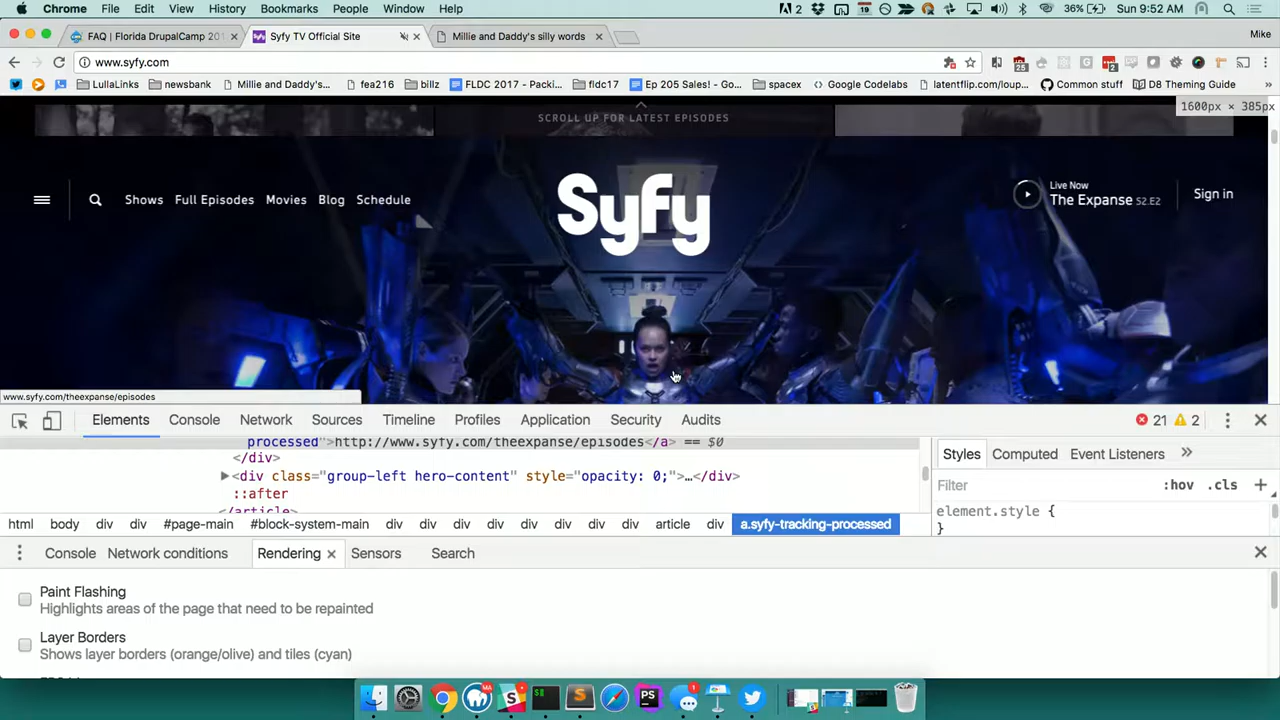 Chrome File Edit View History Bookmarks People Window Help 2 19 36% Sun 9:52 AM
FAQ | Florida DrupalCamp 20 Syfy TV Official Site Millie and Daddy's silly words Mike
www.syfy.com 25 2
LullaLinks newsbank Millie and Daddy's... fea216 billz FLDC 2017 - Packi... fldc17 Ep 205 Sales! - Go... spacex Google Codelabs latentflip.com/loup... Common stuff D8 Theming Guide »
1600px × 385px
SCROLL UP FOR LATEST EPISODES
Shows Full Episodes Movies Blog Schedule Syfy Live Now The Expanse S2.E2 Sign in
www.syfy.com/theexpanse/episodes
Elements Console Network Sources Timeline Profiles Application Security Audits 21 2
processed">http://www.syfy.com/theexpanse/episodes</a> == $0
</div>
<div class="group-left hero-content" style="opacity: 0;">…</div>
::after
</article>
Styles Computed Event Listeners »
Filter :hov .cls +
element.style {
}
html body div div #page-main #block-system-main div div div div div div div div article div a.syfy-tracking-processed
Console Network conditions Rendering × Sensors Search
Paint Flashing
Highlights areas of the page that need to be repainted
Layer Borders
Shows layer borders (orange/olive) and tiles (cyan)
PS